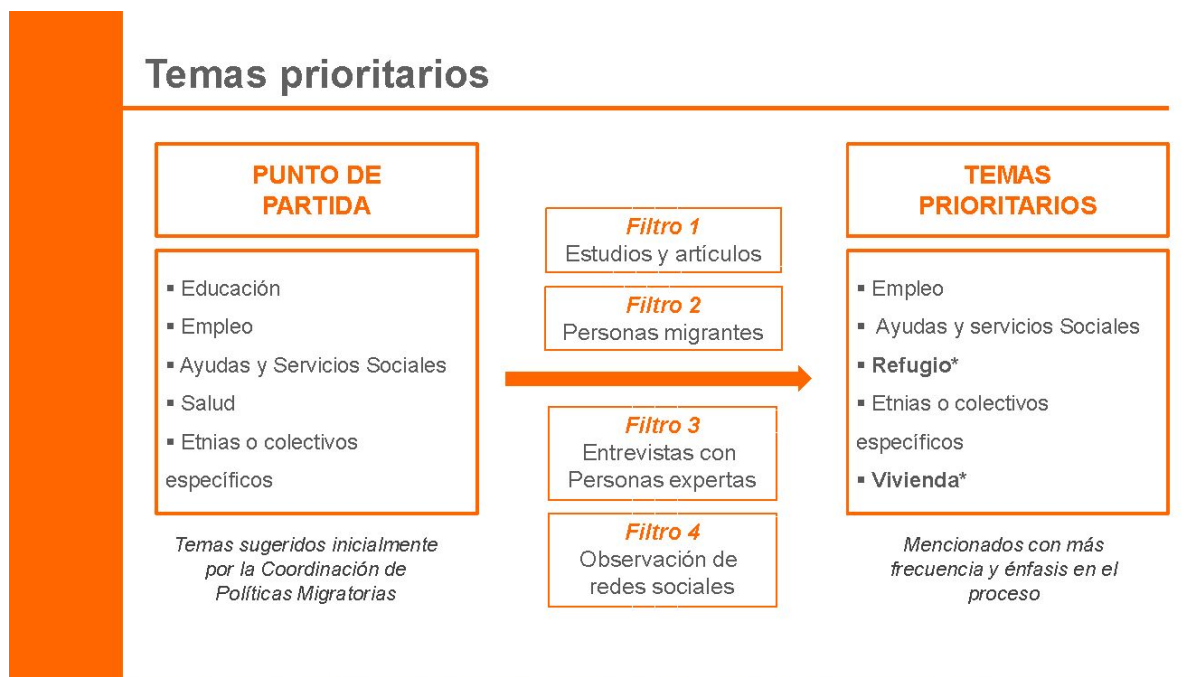 Temas prioritarios
PUNTO DE
PARTIDA
▪ Educación
▪ Empleo
▪ Ayudas y Servicios Sociales
▪ Salud
▪ Etnias o colectivos
específicos
Temas sugeridos inicialmente
por la Coordinación de
Políticas Migratorias
Filtro 1
Estudios y artículos
Filtro 2
Personas migrantes
Filtro 3
Entrevistas con
Personas expertas
Filtro 4
Observación de
redes sociales
TEMAS
PRIORITARIOS
▪ Empleo
▪ Ayudas y servicios Sociales
▪ Refugio*
▪ Etnias o colectivos
específicos
▪ Vivienda*
Mencionados con más
frecuencia y énfasis en el
proceso